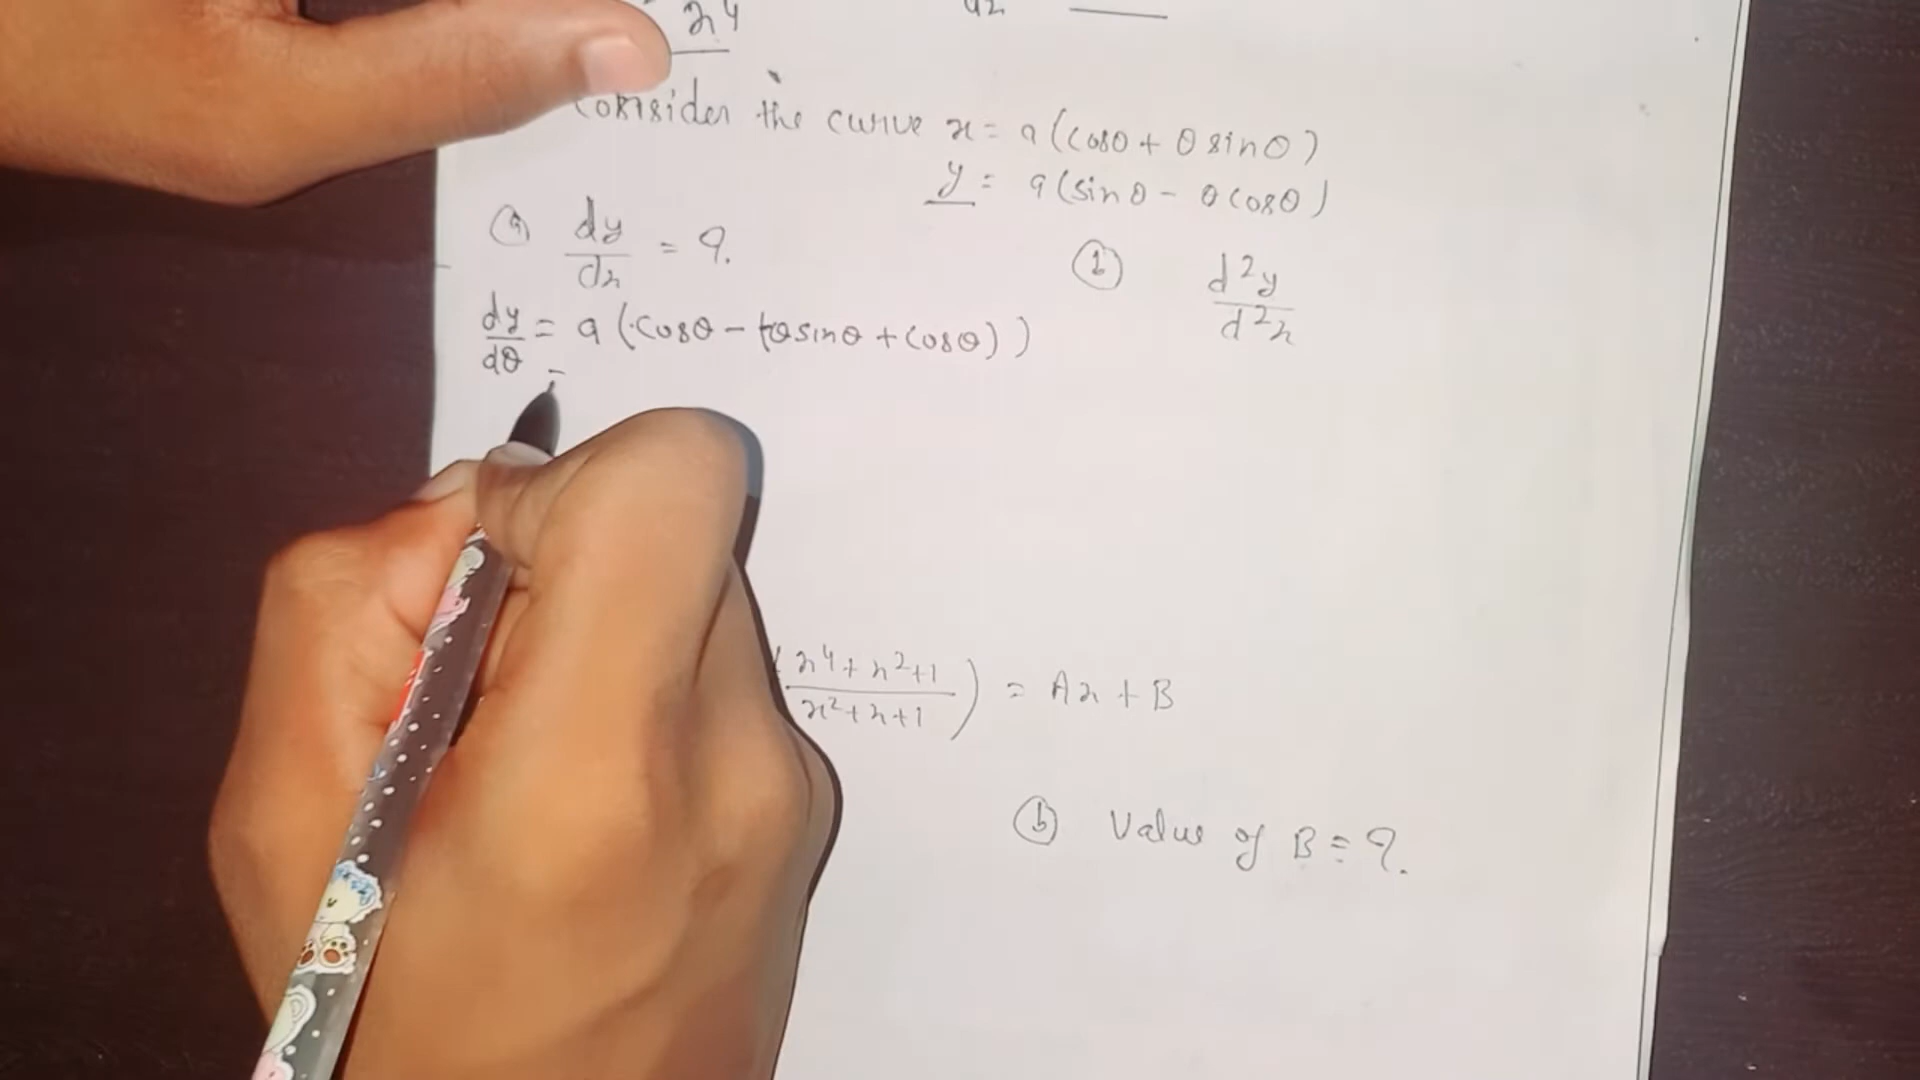 x⁴
dx
Consider the curve x = a(cosθ + θ sinθ)
y = a(sinθ - θ cosθ)
(a) dy/dx = ?.
(b) d²y/d²x
dy/dθ = a(cosθ - θsinθ + cosθ))
=
(x⁴+x²+1 / x²+x+1) = Ax + B
(b) Value of B = ?.